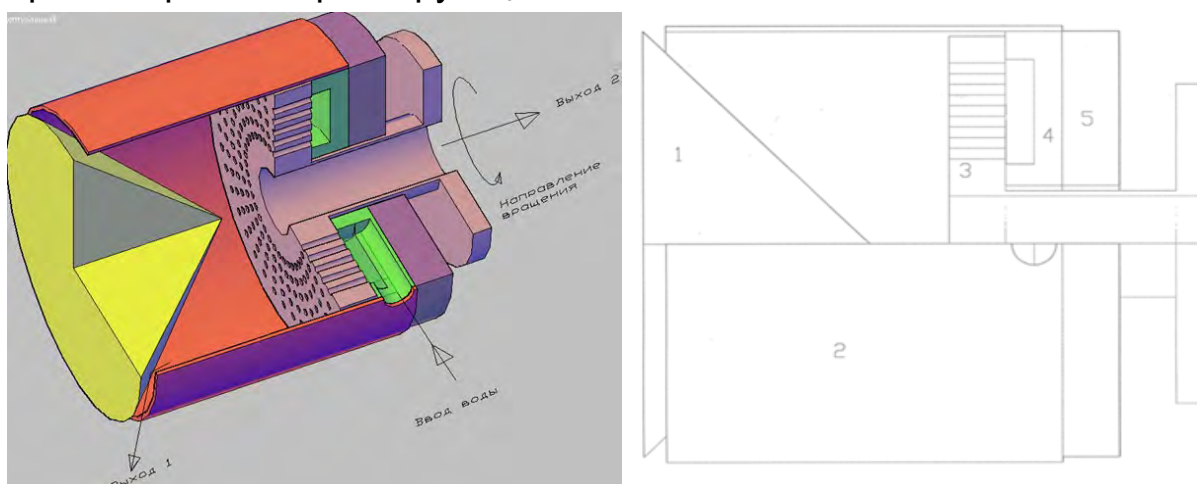 Выход 2
Направление
вращения
Ввод воды
Выход 1
1
2
3
4
5